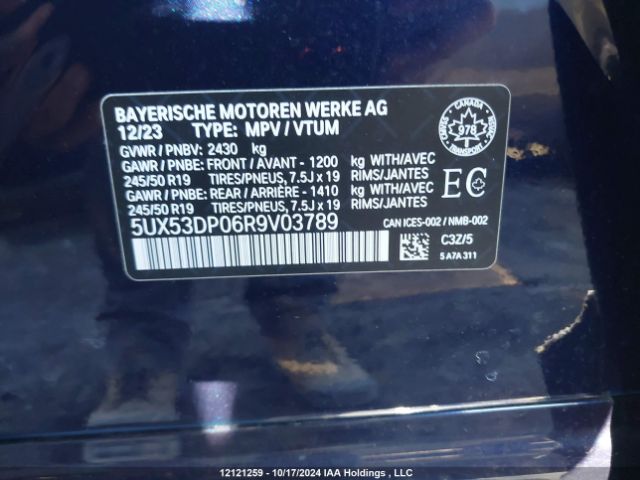 BAYERISCHE MOTOREN WERKE AG
12/23 TYPE: MPV / VTUM
GVWR / PNBV: 2430 kg
GAWR / PNBE: FRONT / AVANT - 1200 kg WITH/AVEC
245/50 R19 TIRES/PNEUS, 7.5J x 19 RIMS/JANTES
GAWR / PNBE: REAR / ARRIÈRE - 1410 kg WITH/AVEC
245/50 R19 TIRES/PNEUS, 7.5J x 19 RIMS/JANTES
5UX53DP06R9V03789
CANADA
978
EC
CAN ICES-002 / NMB-002
C3Z/5
5 A7A 311
12121259 - 10/17/2024 IAA Holdings , LLC